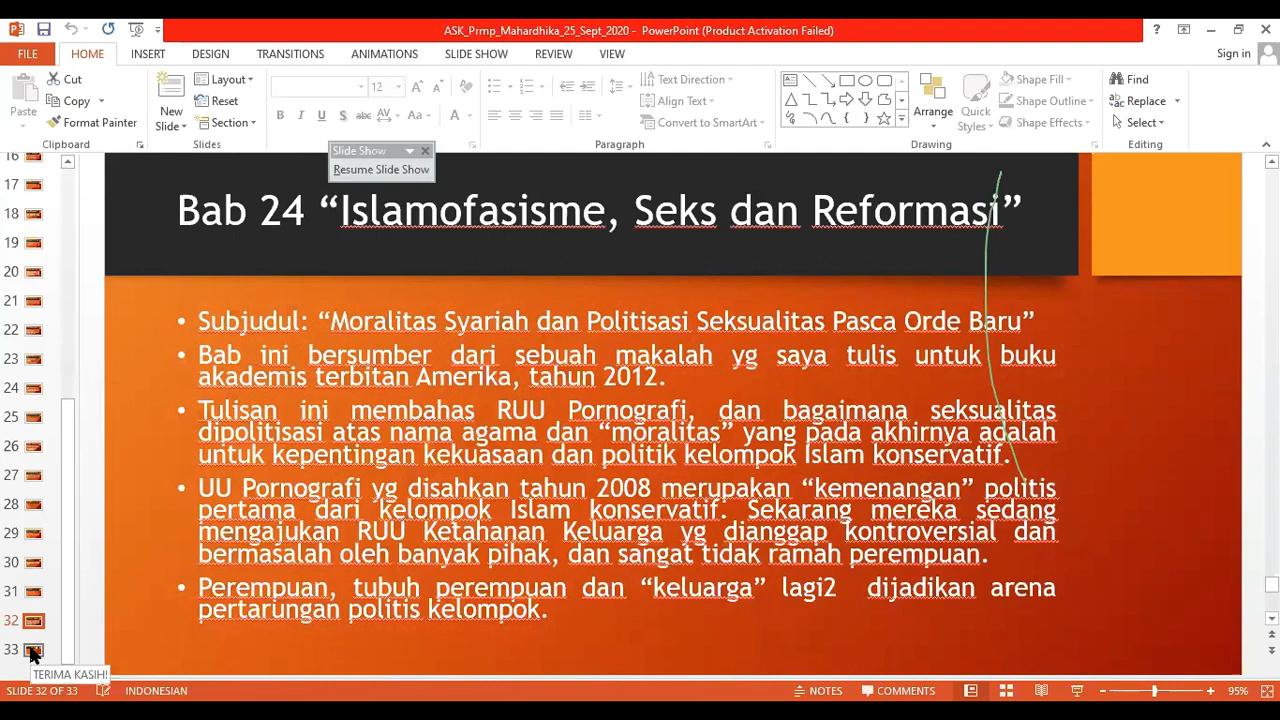 ASK_Prmp_Mahardhika_25_Sept_2020 - PowerPoint (Product Activation Failed)
FILE HOME INSERT DESIGN TRANSITIONS ANIMATIONS SLIDE SHOW REVIEW VIEW Sign in
Cut
Copy
Format Painter
Paste
Clipboard
New Slide
Layout
Reset
Section
Slides
12
B I U S abc AV Aa A
Text Direction
Align Text
Convert to SmartArt
Paragraph
Arrange
Quick Styles
Shape Fill
Shape Outline
Shape Effects
Drawing
Find
Replace
Select
Editing
Slide Show
Resume Slide Show
16
17
18
19
20
21
22
23
24
25
26
27
28
29
30
31
32
33
TERIMA KASIH!
Bab 24 “Islamofasisme, Seks dan Reformasi”
• Subjudul: “Moralitas Syariah dan Politisasi Seksualitas Pasca Orde Baru”
• Bab ini bersumber dari sebuah makalah yg saya tulis untuk buku
akademis terbitan Amerika, tahun 2012.
• Tulisan ini membahas RUU Pornografi, dan bagaimana seksualitas
dipolitisasi atas nama agama dan “moralitas” yang pada akhirnya adalah
untuk kepentingan kekuasaan dan politik kelompok Islam konservatif.
• UU Pornografi yg disahkan tahun 2008 merupakan “kemenangan” politis
pertama dari kelompok Islam konservatif. Sekarang mereka sedang
mengajukan RUU Ketahanan Keluarga yg dianggap kontroversial dan
bermasalah oleh banyak pihak, dan sangat tidak ramah perempuan.
• Perempuan, tubuh perempuan dan “keluarga” lagi2 dijadikan arena
pertarungan politis kelompok.
SLIDE 32 OF 33 INDONESIAN NOTES COMMENTS 95%